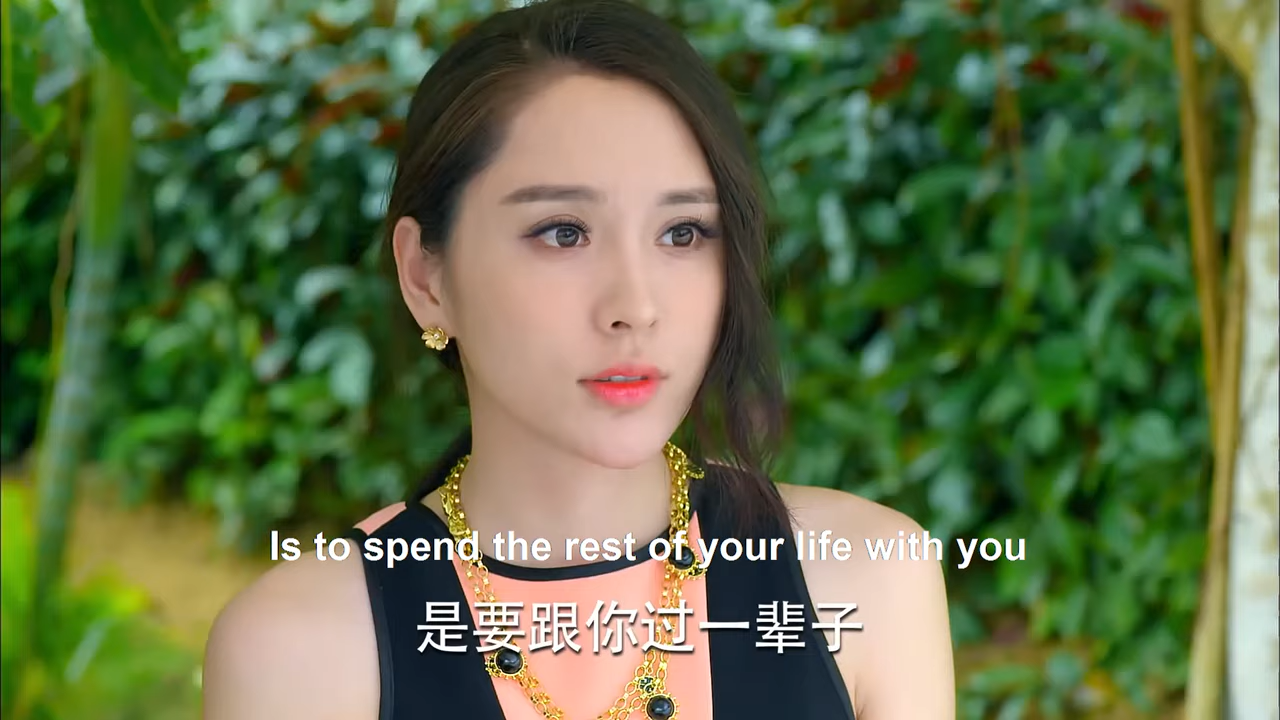 Is to spend the rest of your life with you
是要跟你过一辈子